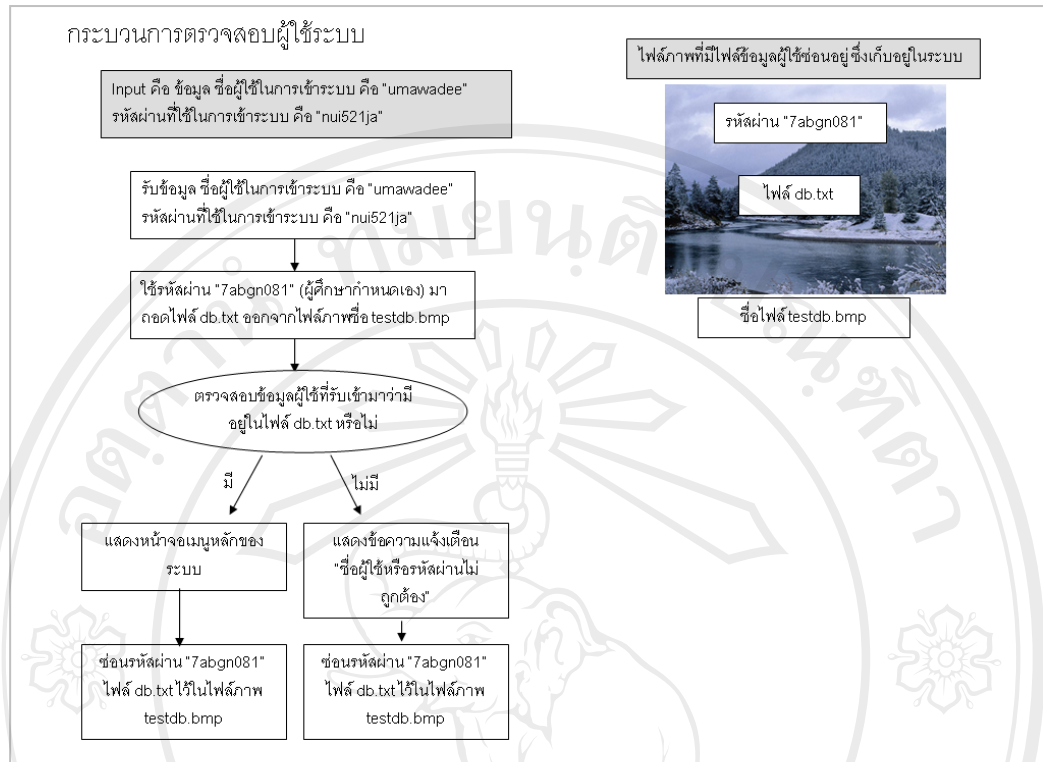 กระบวนการตรวจสอบผู้ใช้ระบบ
Input คือ ข้อมูล ชื่อผู้ใช้ในการเข้าระบบ คือ "umawadee"
รหัสผ่านที่ใช้ในการเข้าระบบ คือ "nui521ja"
รับข้อมูล ชื่อผู้ใช้ในการเข้าระบบ คือ "umawadee"
รหัสผ่านที่ใช้ในการเข้าระบบ คือ "nui521ja"
ใช้รหัสผ่าน "7abgn081" (ผู้ศึกษากำหนดเอง) มา
ถอดไฟล์ db.txt ออกจากไฟล์ภาพชื่อ testdb.bmp
ตรวจสอบข้อมูลผู้ใช้ที่รับเข้ามาว่ามี
อยู่ในไฟล์ db.txt หรือไม่
มี
ไม่มี
แสดงหน้าจอเมนูหลักของ
ระบบ
แสดงข้อความแจ้งเตือน
"ชื่อผู้ใช้หรือรหัสผ่านไม่
ถูกต้อง"
ซ่อนรหัสผ่าน "7abgn081"
ไฟล์ db.txt ไว้ในไฟล์ภาพ
testdb.bmp
ซ่อนรหัสผ่าน "7abgn081"
ไฟล์ db.txt ไว้ในไฟล์ภาพ
testdb.bmp
ไฟล์ภาพที่มีไฟล์ข้อมูลผู้ใช้ซ่อนอยู่ ซึ่งเก็บอยู่ในระบบ
รหัสผ่าน "7abgn081"
ไฟล์ db.txt
ชื่อไฟล์ testdb.bmp
อตฺตานํ ทมยนฺติ ปณฺฑิตา